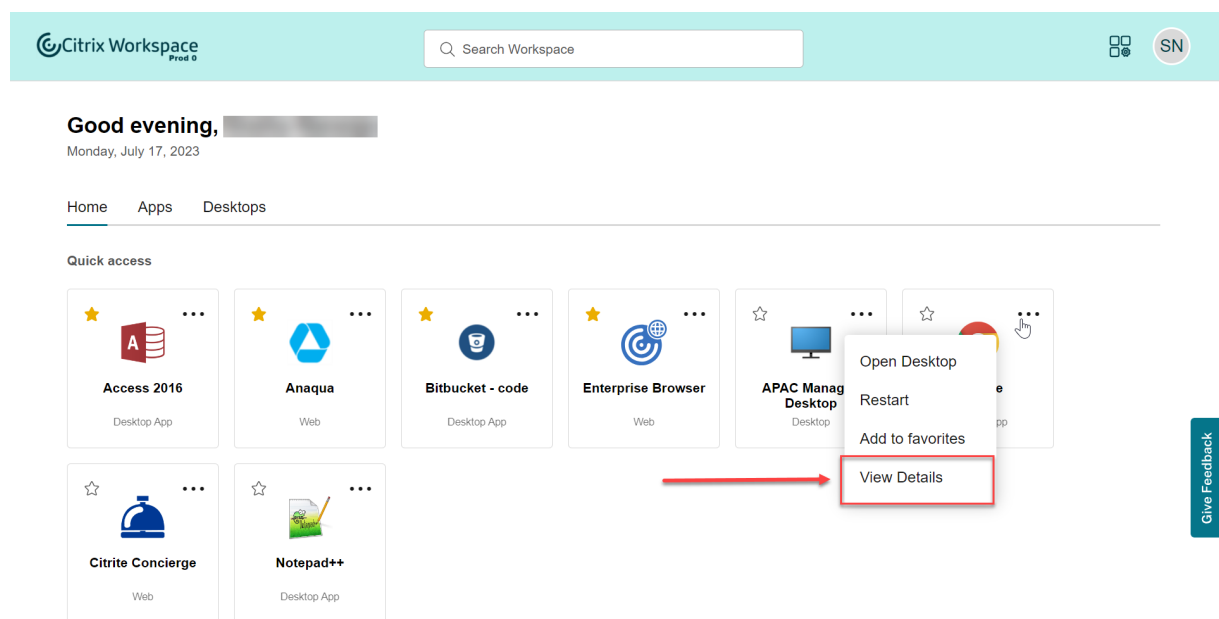 Citrix Workspace
Prod 0
Search Workspace
SN
Good evening,
Monday, July 17, 2023
Home Apps Desktops
Quick access
Access 2016
Desktop App
Anaqua
Web
Bitbucket - code
Desktop App
Enterprise Browser
Web
APAC Manag
Desktop
Desktop
e
pp
Open Desktop
Restart
Add to favorites
View Details
Give Feedback
Citrite Concierge
Web
Notepad++
Desktop App